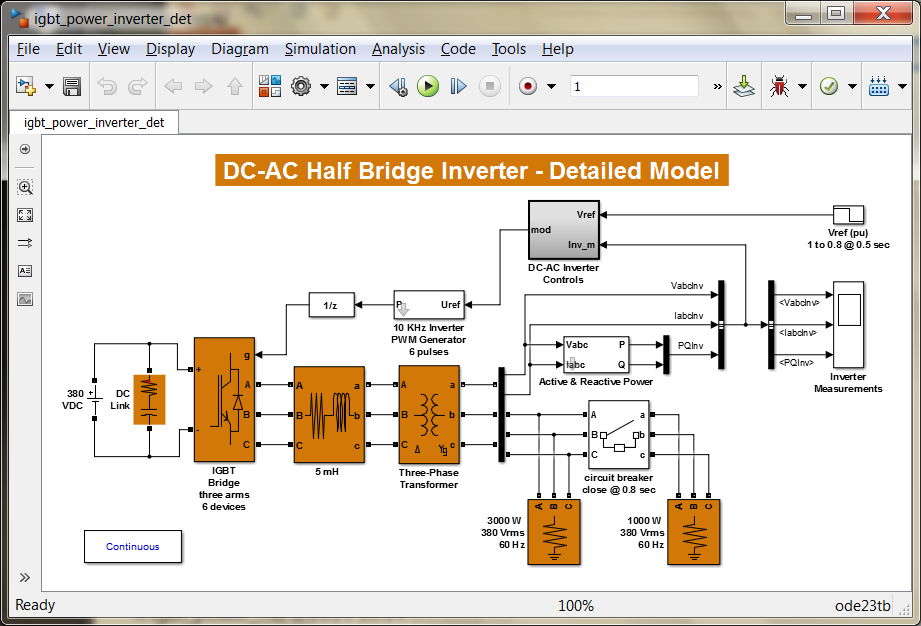 igbt_power_inverter_det
File Edit View Display Diagram Simulation Analysis Code Tools Help
1
»
igbt_power_inverter_det
DC-AC Half Bridge Inverter - Detailed Model
Vref
mod
Inv_m
DC-AC Inverter
Controls
Vref (pu)
1 to 0.8 @ 0.5 sec
1/z
P
Uref
10 KHz Inverter
PWM Generator
6 pulses
VabcInv
IabcInv
PQInv
<VabcInv>
<IabcInv>
<PQInv>
Inverter
Measurements
Vabc
Iabc
P
Q
Active & Reactive Power
380
VDC
+
DC
Link
+
-
g
A
B
C
IGBT
Bridge
three arms
6 devices
A
B
C
a
b
c
5 mH
A
B
C
a
b
c
Δ
Yg
Three-Phase
Transformer
A
B
C
a
b
c
circuit breaker
close @ 0.8 sec
A B C
3000 W
380 Vrms
60 Hz
A B C
1000 W
380 Vrms
60 Hz
Continuous
»
Ready
100%
ode23tb